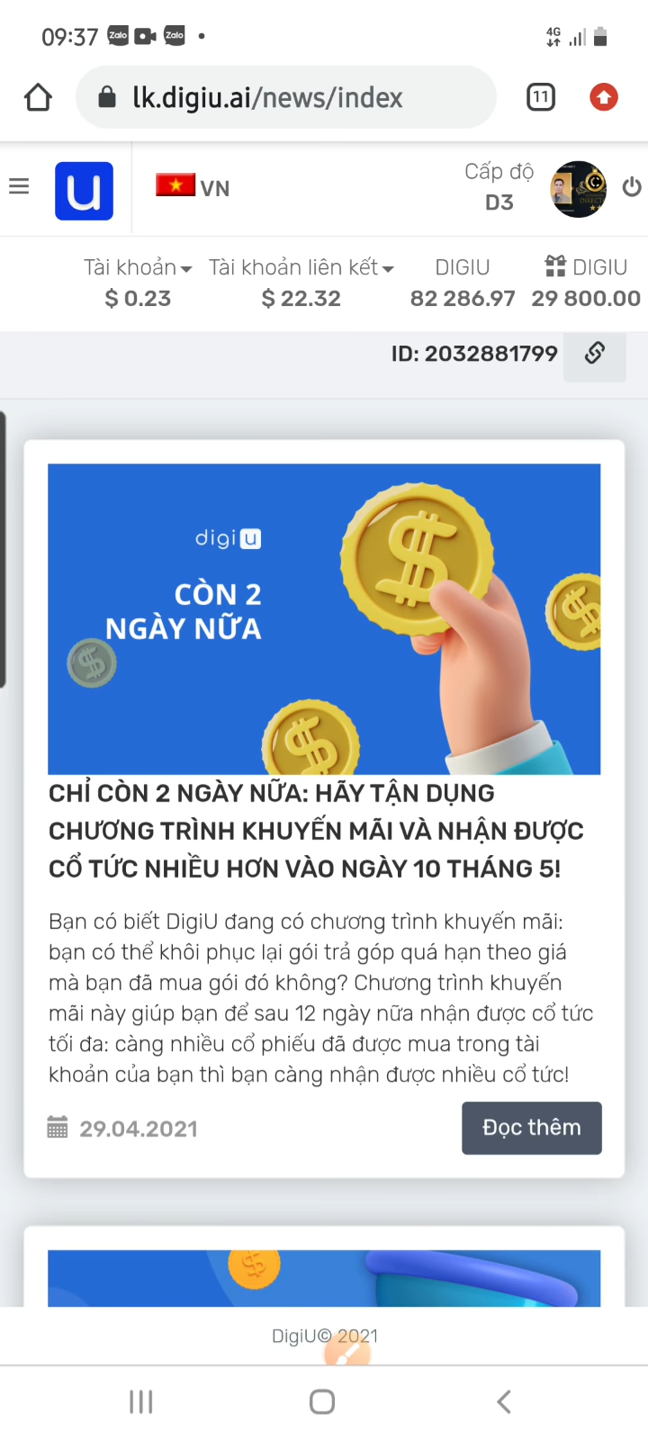 09:37 Zalo Zalo 4G
lk.digiu.ai/news/index 11
u VN Cấp độ
D3
Tài khoản Tài khoản liên kết DIGIU DIGIU
$ 0.23 $ 22.32 82 286.97 29 800.00
ID: 2032881799
digi u
CÒN 2
NGÀY NỮA
CHỈ CÒN 2 NGÀY NỮA: HÃY TẬN DỤNG
CHƯƠNG TRÌNH KHUYẾN MÃI VÀ NHẬN ĐƯỢC
CỔ TỨC NHIỀU HƠN VÀO NGÀY 10 THÁNG 5!
Bạn có biết DigiU đang có chương trình khuyến mãi:
bạn có thể khôi phục lại gói trả góp quá hạn theo giá
mà bạn đã mua gói đó không? Chương trình khuyến
mãi này giúp bạn để sau 12 ngày nữa nhận được cổ tức
tối đa: càng nhiều cổ phiếu đã được mua trong tài
khoản của bạn thì bạn càng nhận được nhiều cổ tức!
29.04.2021 Đọc thêm
DigiU© 2021